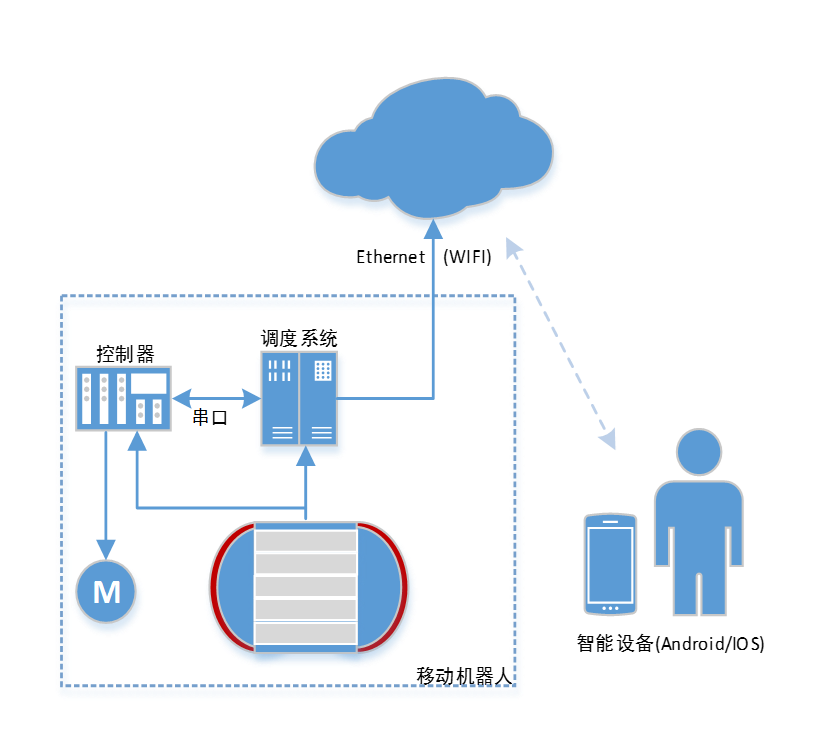 Ethernet (WIFI)
调度系统
控制器
串口
M
智能设备(Android/IOS)
移动机器人